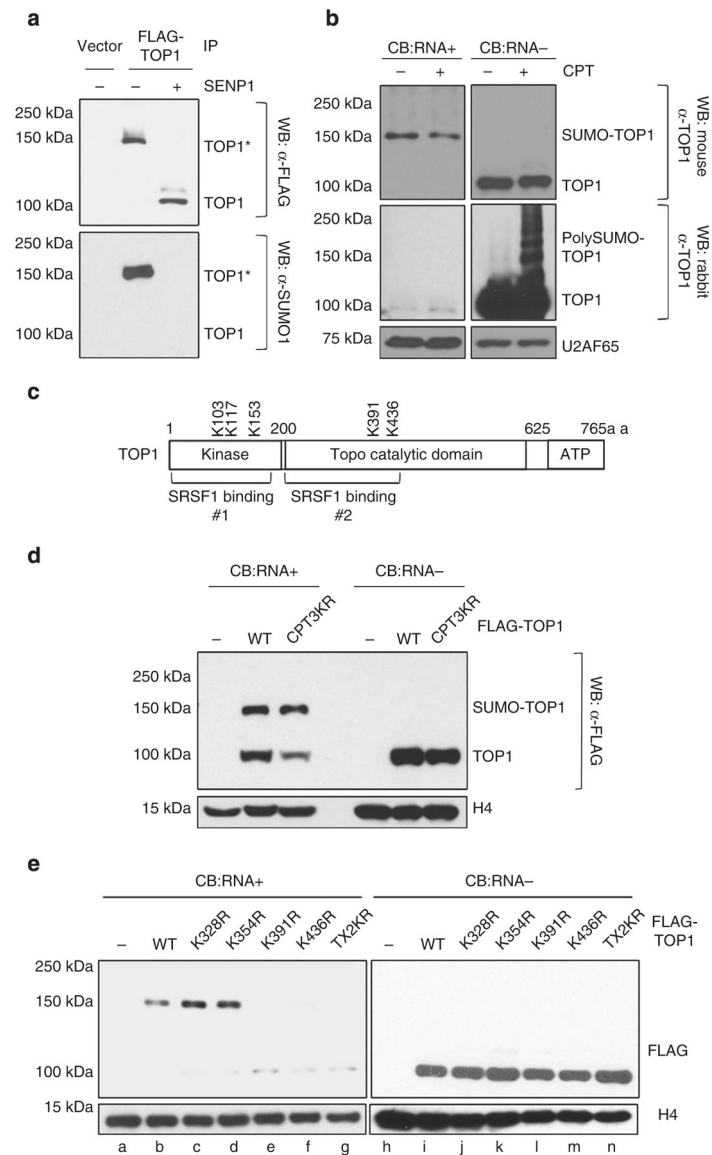 a
Vector
FLAG-
TOP1
IP
– – + SENP1
250 kDa
150 kDa
TOP1*
100 kDa
TOP1
WB: α-FLAG
250 kDa
150 kDa
TOP1*
100 kDa
TOP1
WB: α-SUMO1
b
CB:RNA+ CB:RNA–
– + – + CPT
250 kDa
150 kDa
SUMO-TOP1
100 kDa
TOP1
WB: mouse
α-TOP1
250 kDa
150 kDa
PolySUMO-
TOP1
100 kDa
TOP1
WB: rabbit
α-TOP1
75 kDa
U2AF65
c
1 K103 K117 K153 200 K391 K436 625 765a a
TOP1 Kinase Topo catalytic domain ATP
SRSF1 binding SRSF1 binding
#1 #2
d
CB:RNA+ CB:RNA–
– WT CPT3KR – WT CPT3KR FLAG-TOP1
250 kDa
150 kDa SUMO-TOP1
100 kDa TOP1
WB: α-FLAG
15 kDa H4
e
CB:RNA+ CB:RNA–
– WT K328R K354R K391R K436R TX2KR – WT K328R K354R K391R K436R TX2KR FLAG-
TOP1
250 kDa
150 kDa
FLAG
100 kDa
15 kDa
H4
a b c d e f g h i j k l m n